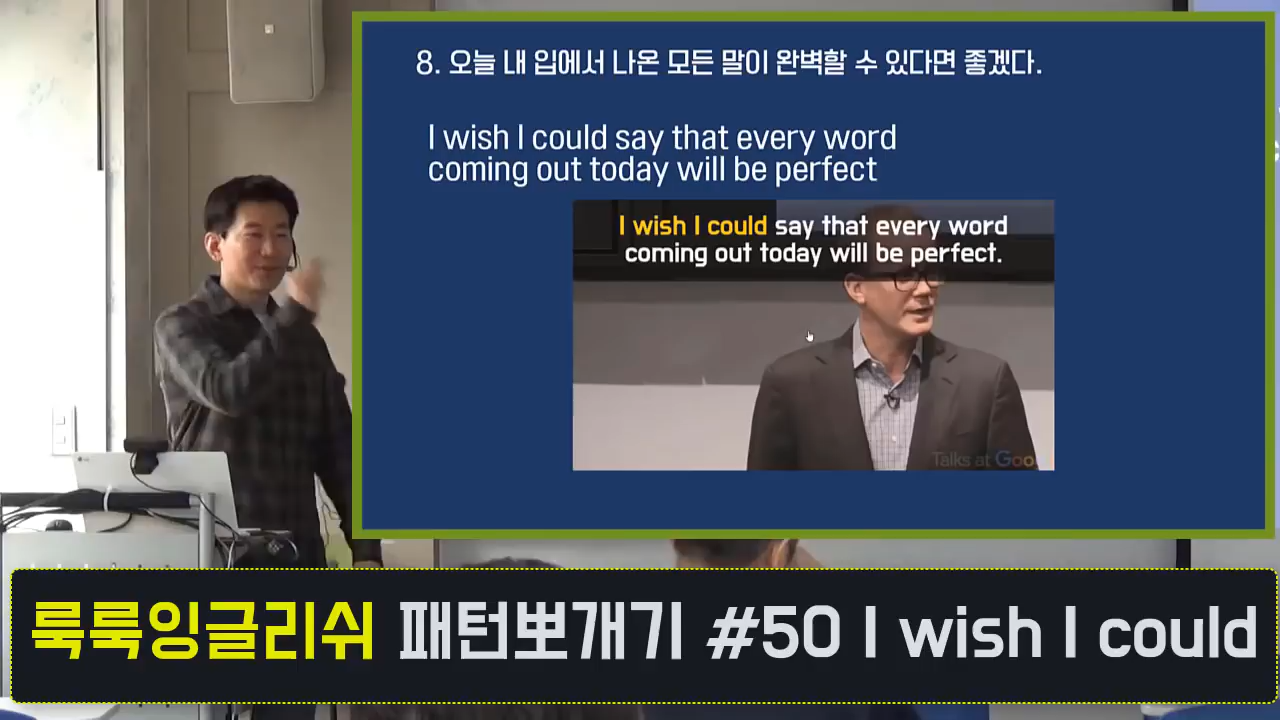 8. 오늘 내 입에서 나온 모든 말이 완벽할 수 있다면 좋겠다.
I wish I could say that every word
coming out today will be perfect
I wish I could say that every word
coming out today will be perfect.
Talks at Goo
룩룩잉글리쉬 패턴뽀개기 #50 I wish I could